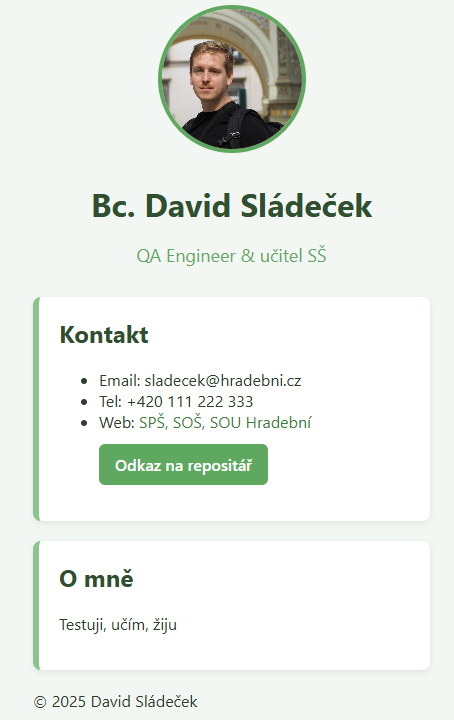 Bc. David Sládeček
QA Engineer & učitel SŠ
Kontakt
Email: sladecek@hradebni.cz
Tel: +420 111 222 333
Web: SPŠ, SOŠ, SOU Hradební
Odkaz na repositář
O mně
Testuji, učím, žiju
© 2025 David Sládeček